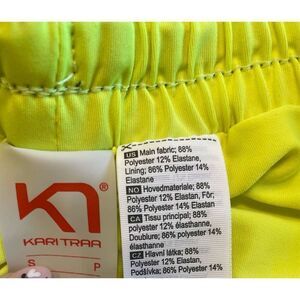 KARI TRAA
S P
US Main fabric; 88%
Polyester 12% Elastane,
Lining; 86% Polyester 14%
Elastane
NO Hovedmateriale; 88%
Polyester 12% Elastan, Fôr;
86% Polyester 14% Elastan
CA Tissu principal; 88%
polyester 12% élasthanne,
Doublure; 86% polyester 14%
élasthanne
CZ Hlavní látka; 88%
Polyester 12% Elastan,
Podšívka; 86% Polyester 14%